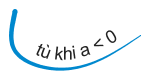 tù khi a < 0